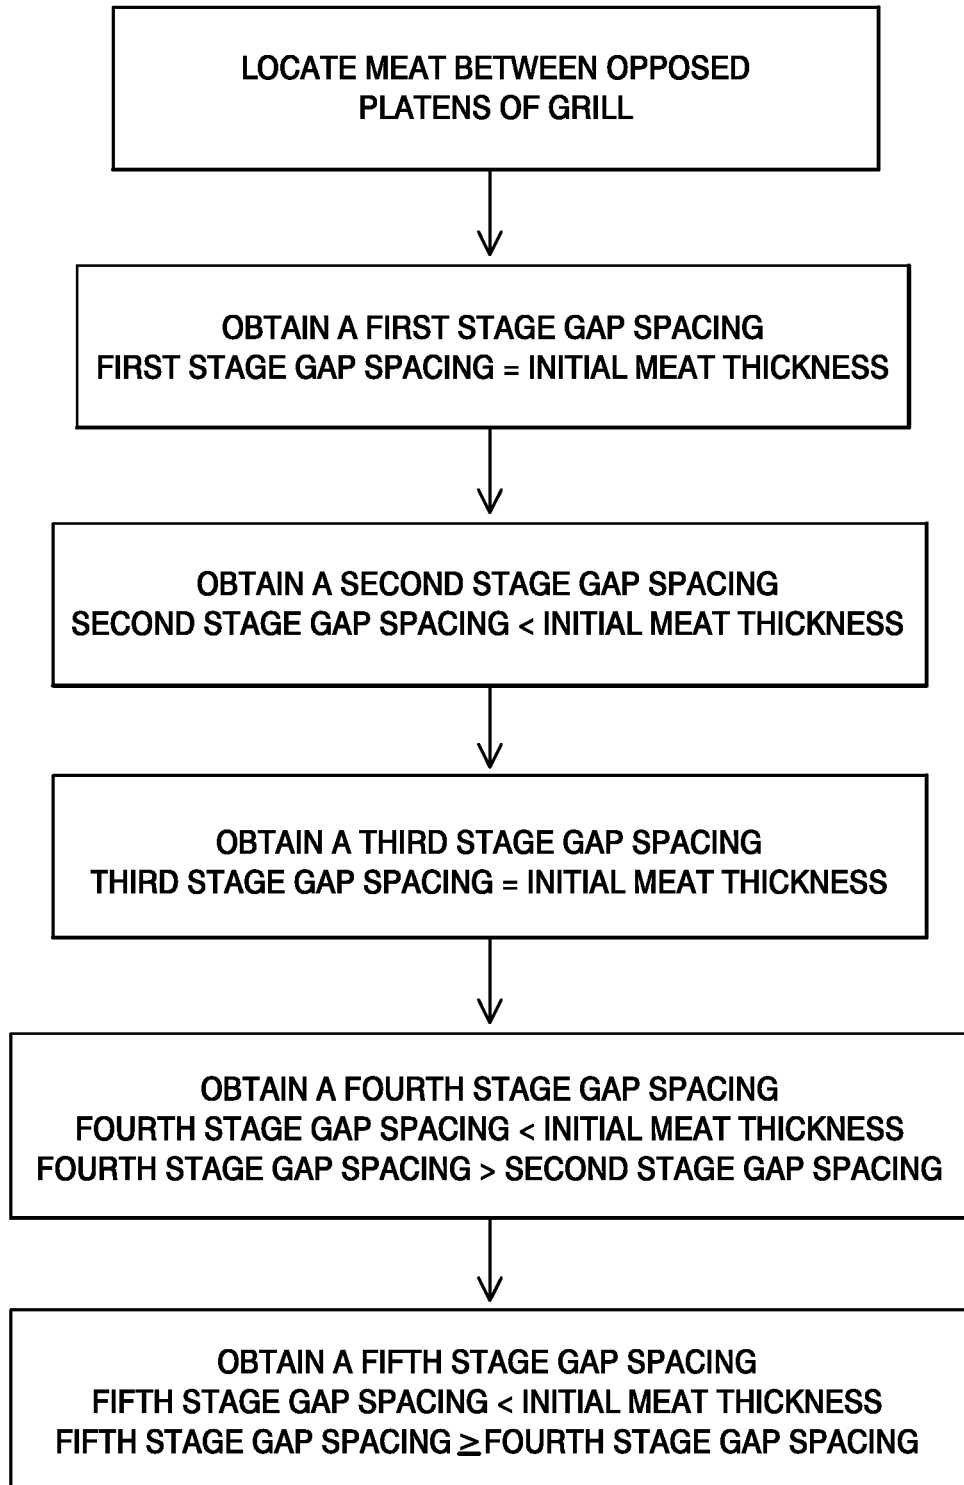 LOCATE MEAT BETWEEN OPPOSED
PLATENS OF GRILL
OBTAIN A FIRST STAGE GAP SPACING
FIRST STAGE GAP SPACING = INITIAL MEAT THICKNESS
OBTAIN A SECOND STAGE GAP SPACING
SECOND STAGE GAP SPACING < INITIAL MEAT THICKNESS
OBTAIN A THIRD STAGE GAP SPACING
THIRD STAGE GAP SPACING = INITIAL MEAT THICKNESS
OBTAIN A FOURTH STAGE GAP SPACING
FOURTH STAGE GAP SPACING < INITIAL MEAT THICKNESS
FOURTH STAGE GAP SPACING > SECOND STAGE GAP SPACING
OBTAIN A FIFTH STAGE GAP SPACING
FIFTH STAGE GAP SPACING < INITIAL MEAT THICKNESS
FIFTH STAGE GAP SPACING ≥ FOURTH STAGE GAP SPACING